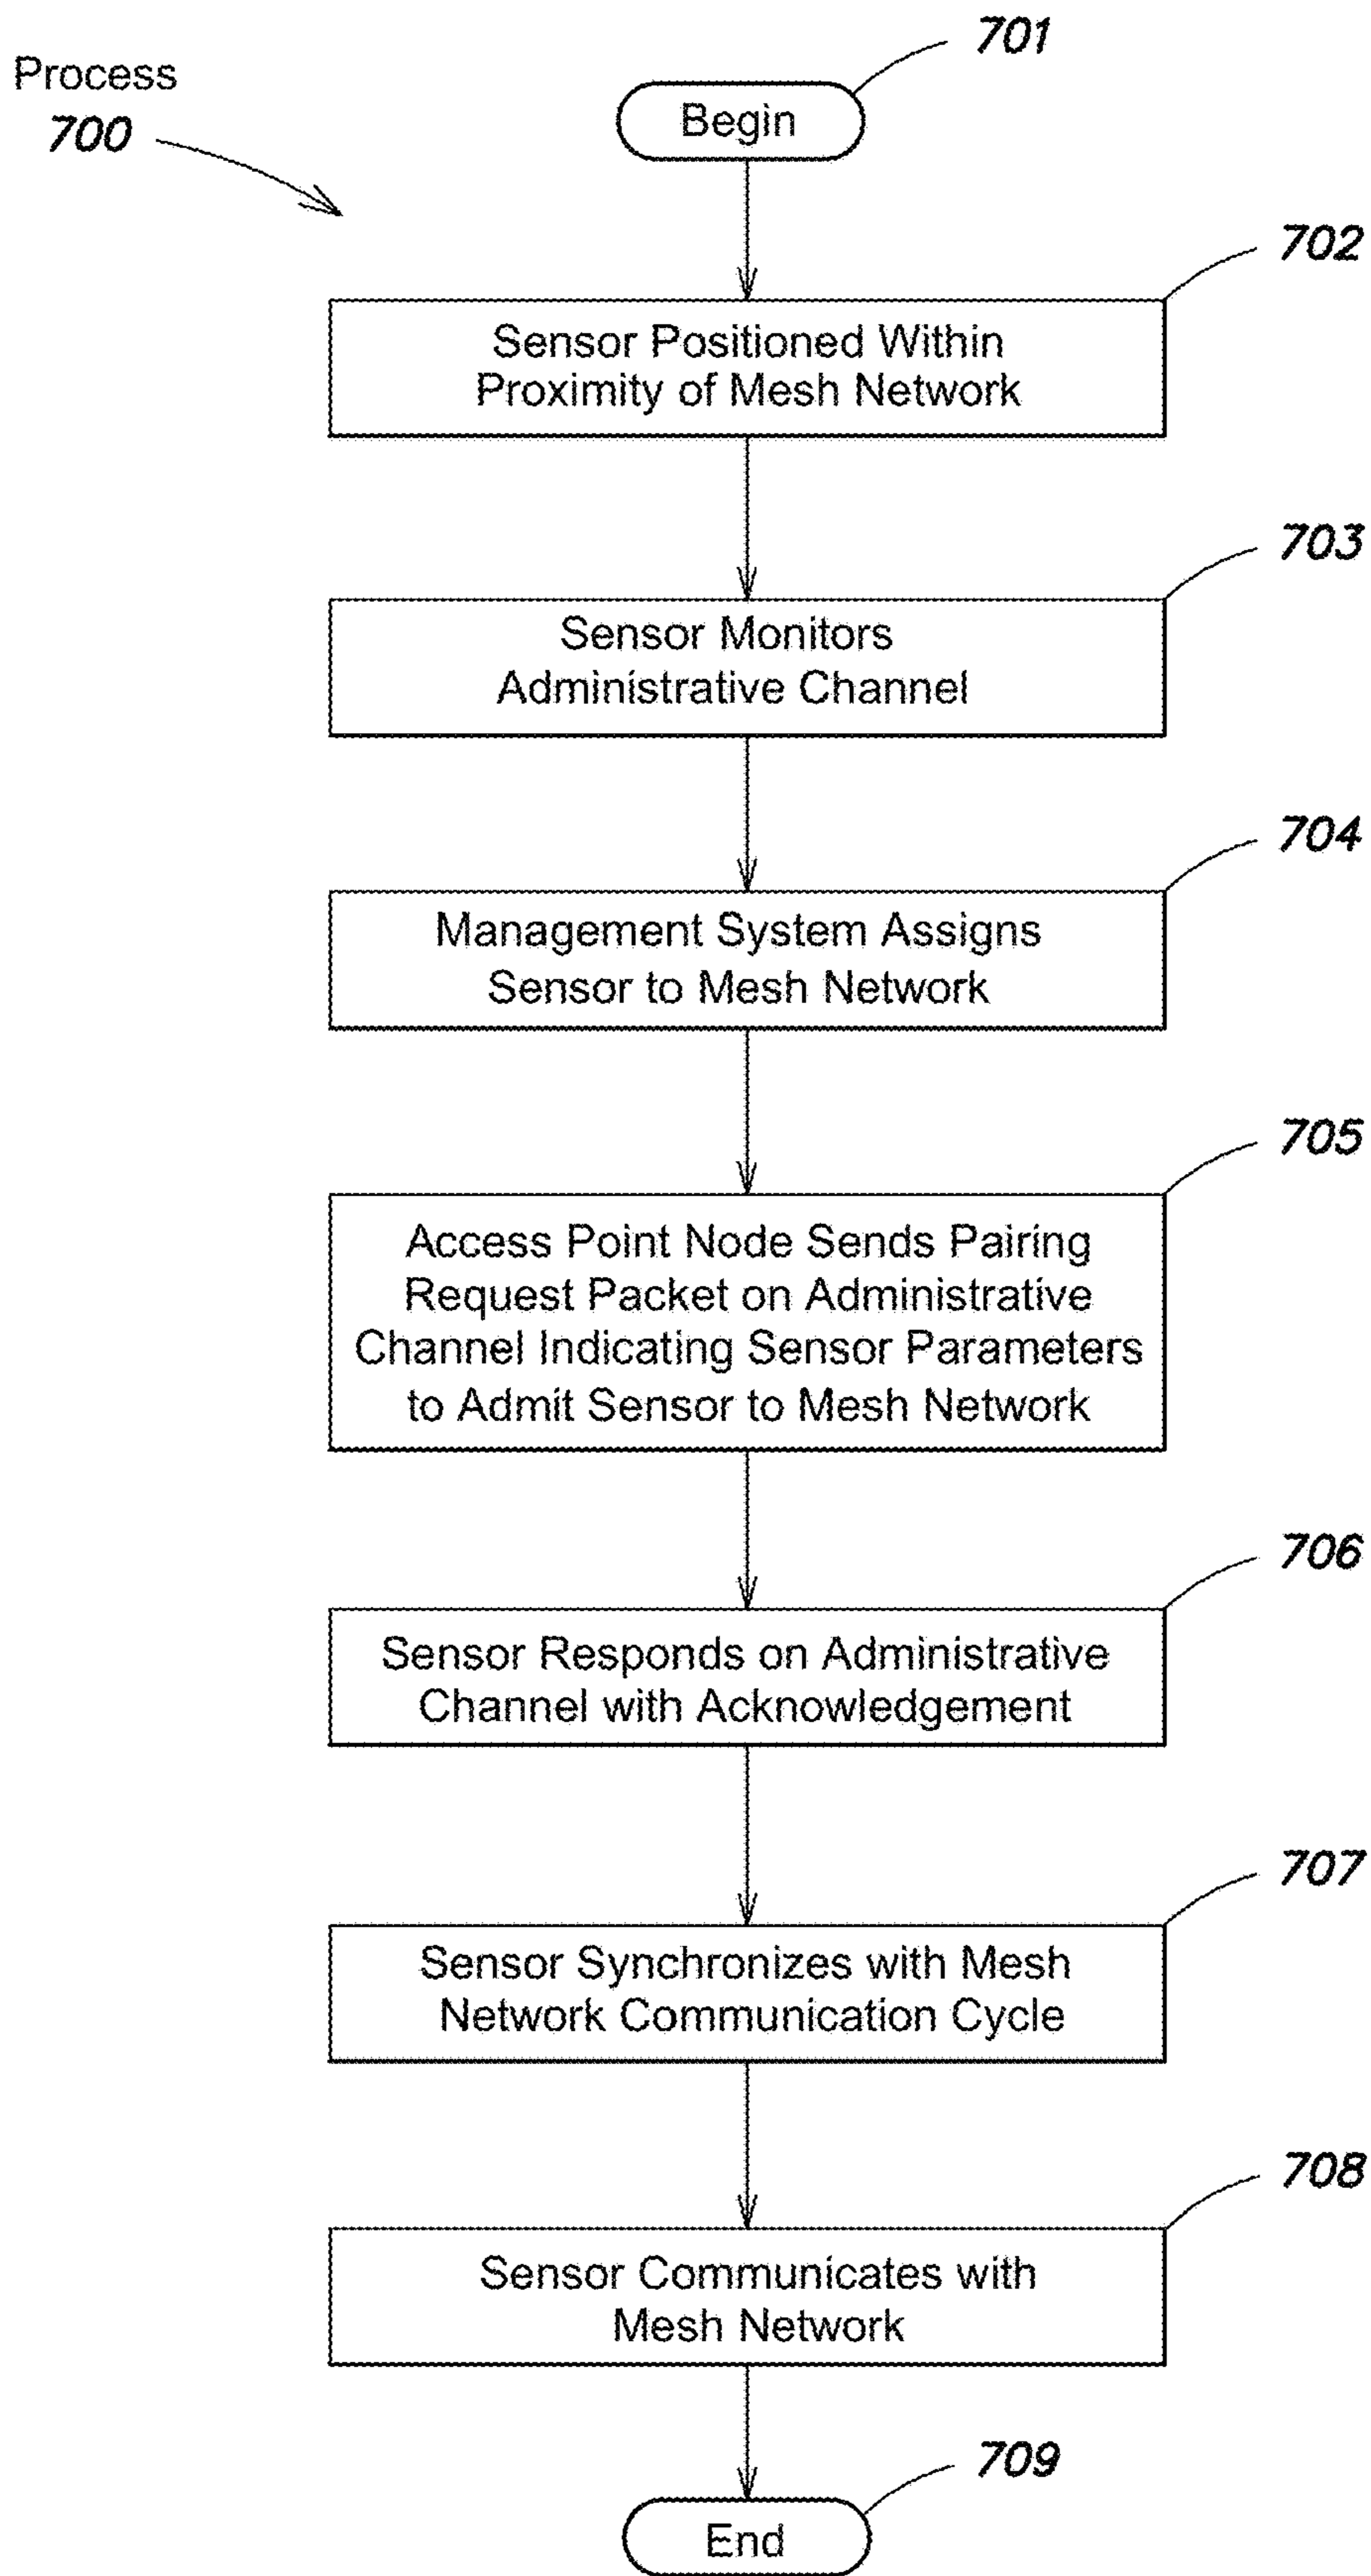 Process
700
701
Begin
702
Sensor Positioned Within
Proximity of Mesh Network
703
Sensor Monitors
Administrative Channel
704
Management System Assigns
Sensor to Mesh Network
705
Access Point Node Sends Pairing
Request Packet on Administrative
Channel Indicating Sensor Parameters
to Admit Sensor to Mesh Network
706
Sensor Responds on Administrative
Channel with Acknowledgement
707
Sensor Synchronizes with Mesh
Network Communication Cycle
708
Sensor Communicates with
Mesh Network
709
End